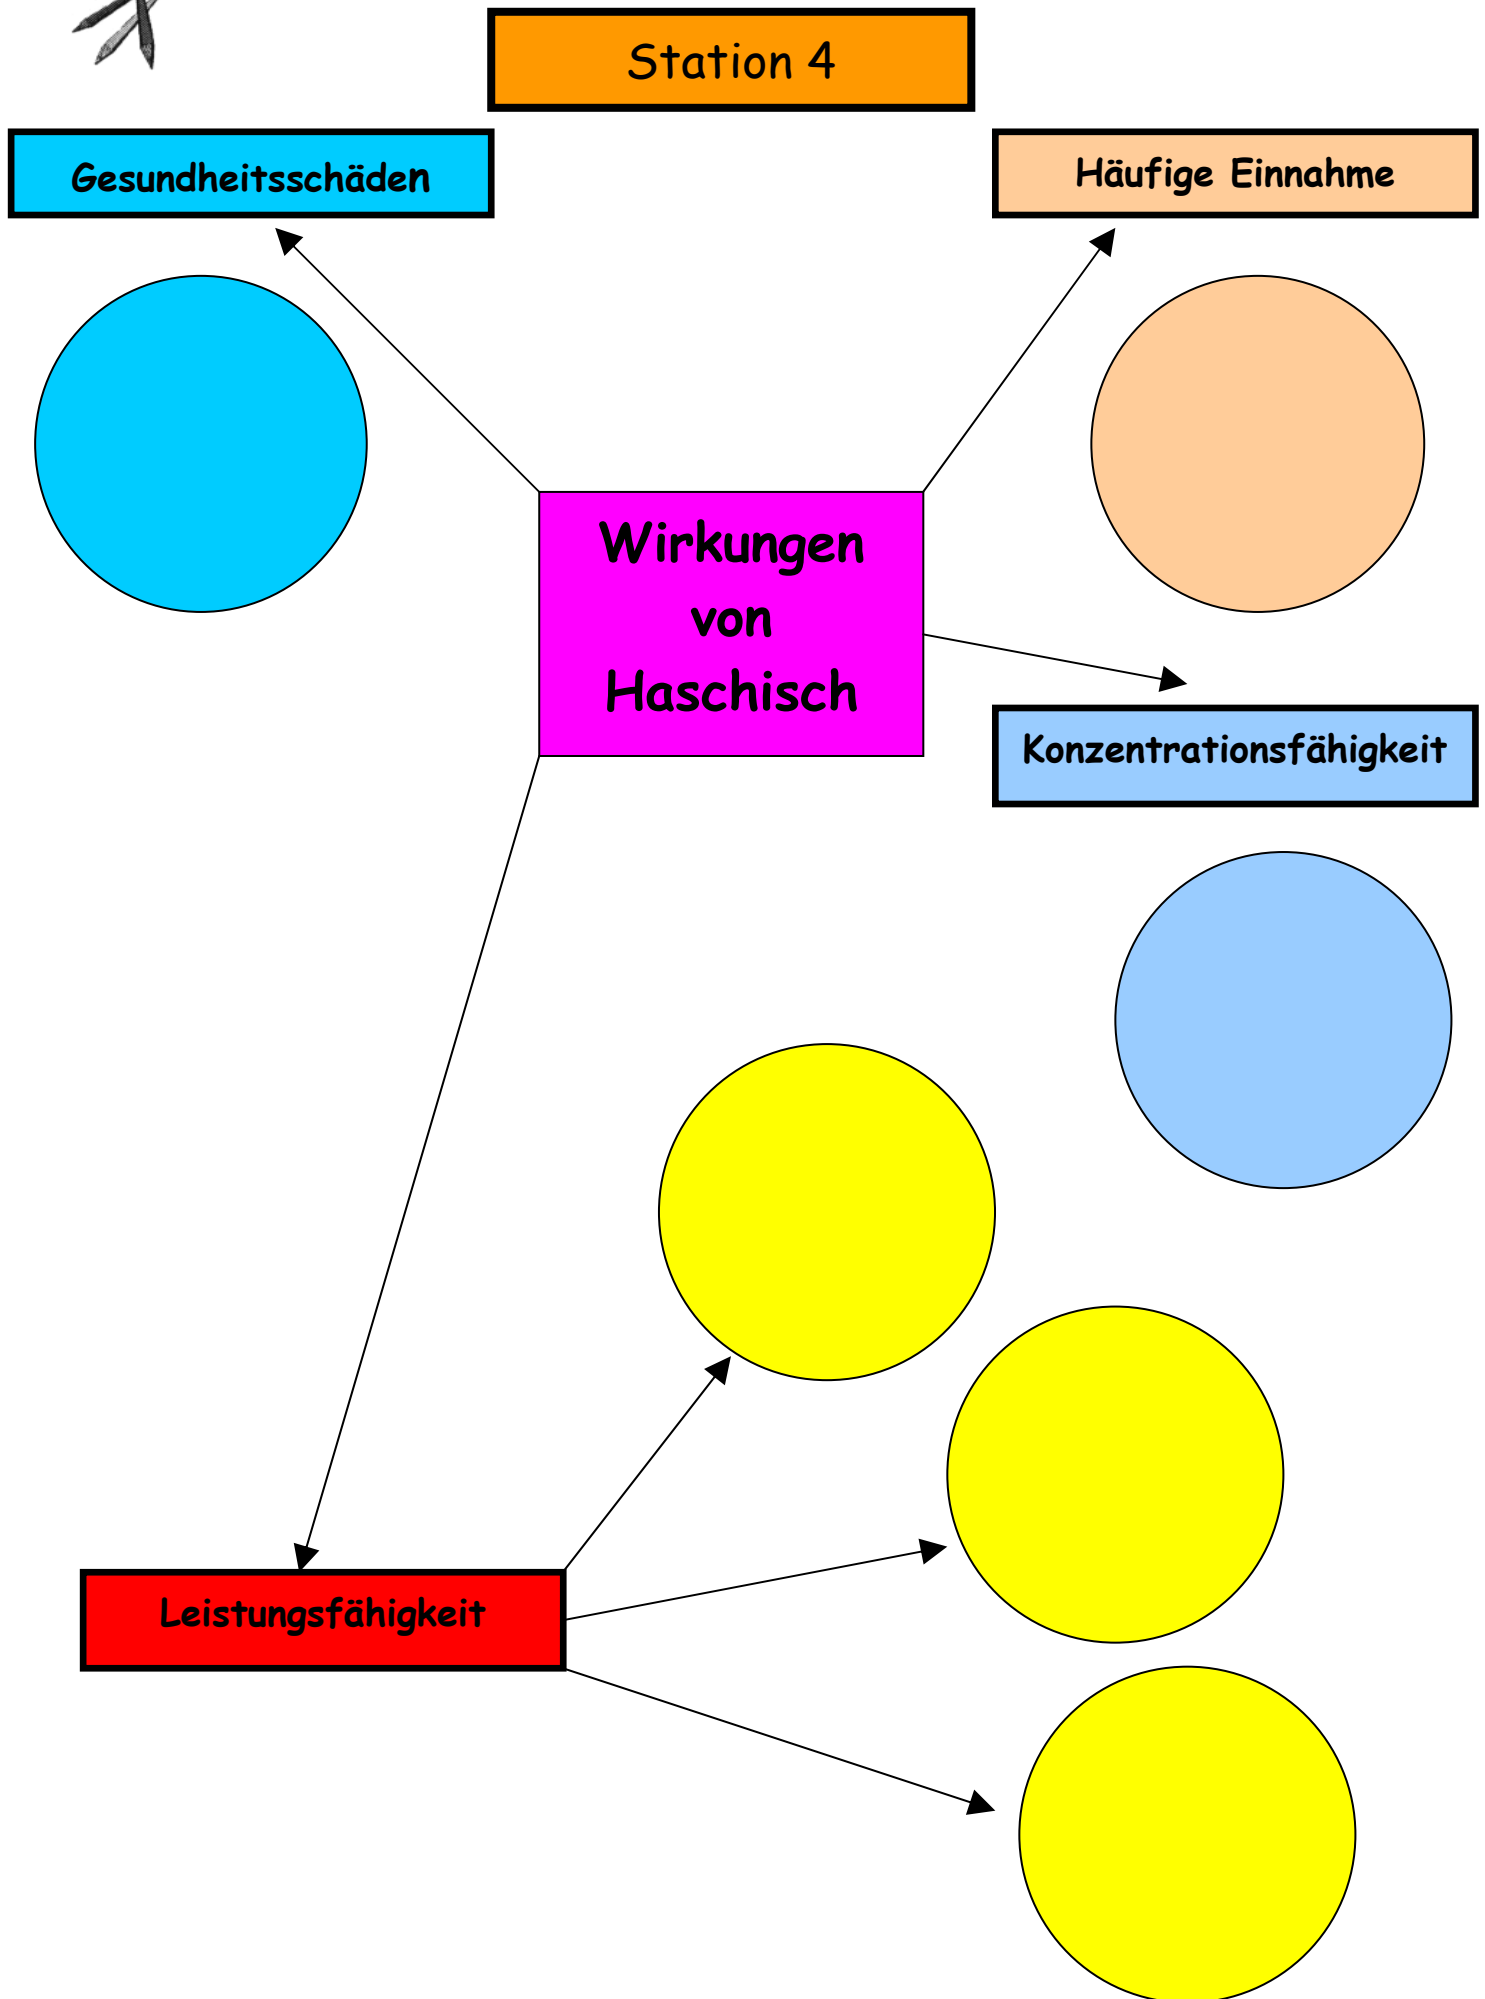 Station 4
Gesundheitsschäden
Häufige Einnahme
Wirkungen
von
Haschisch
Konzentrationsfähigkeit
Leistungsfähigkeit